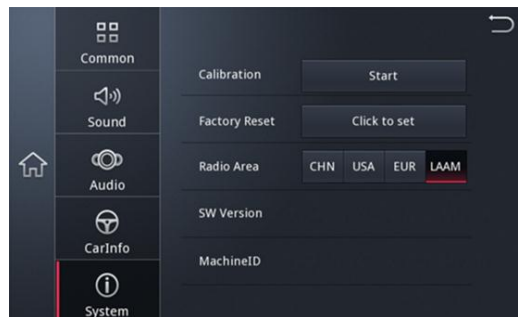 Common
Sound
Audio
CarInfo
System
Calibration Start
Factory Reset Click to set
Radio Area CHN USA EUR LAAM
SW Version
MachineID